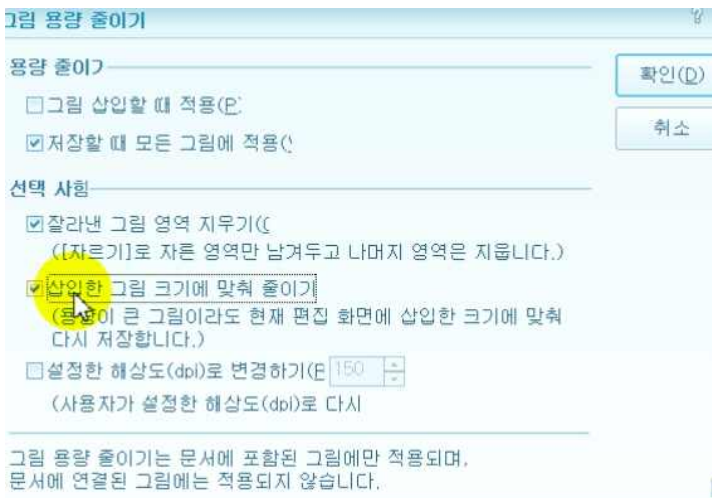 그림 용량 줄이기
용량 줄이기
확인(D)
그림 삽입할 때 적용(P)
취소
저장할 때 모든 그림에 적용(
선택 사항
잘라낸 그림 영역 지우기(
([자르기]로 자른 영역만 남겨두고 나머지 영역은 지웁니다.)
삽입한 그림 크기에 맞춰 줄이기
(용량이 큰 그림이라도 현재 편집 화면에 삽입한 크기에 맞춰
다시 저장합니다.)
설정한 해상도(dpi)로 변경하기( 150
(사용자가 설정한 해상도(dpi)로 다시
그림 용량 줄이기는 문서에 포함된 그림에만 적용되며,
문서에 연결된 그림에는 적용되지 않습니다.